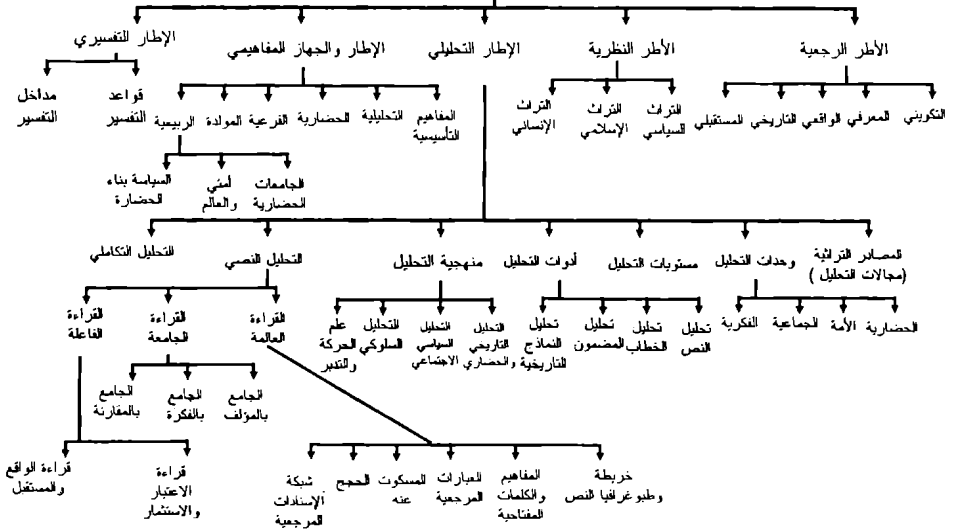 الأطر الرجعية
الأطر النظرية
الإطار التحليلي
الإطار والجهاز المفاهيمي
الإطار التفسيري
التكويني
المعرفي
الواقعي
التاريخي
المستقبلي
التراث
السياسي
التراث
الإسلامي
التراث
الإنساني
المفاهيم
التأسيسية
التحليلية
الحضارية
الفرعية
المولدة
الربيعية
قواعد
التفسير
مداخل
التفسير
الجامعات
الحضارية
أمتي
والعالم
السياسة بناء
الحضارة
المصادر التراثية
(مجالات التحليل)
وحدات التحليل
مستويات التحليل
أدوات التحليل
منهجية التحليل
التحليل النصي
التحليل التكاملي
الحضارية
الأمة
الجماعية
الفكرية
تحليل
النص
تحليل
الخطاب
تحليل
المضمون
تحليل
النماذج
التاريخية
التحليل
التاريخي
والحضاري
التحليل
السياسي
الاجتماعي
التحليل
السلوكي
علم
الحركة
والتدبر
القراءة
العالمة
القراءة
الجامعة
القراءة
الفاعلة
الجامع
بالمؤلف
الجامع
بالفكرة
الجامع
بالمقارنة
خريطة
وطبوغرافيا النص
المفاهيم
والكلمات
المفتاحية
العبارات
المرجعية
المسكوت
عنه
الحجج
شبكة
الإسنادات
المرجعية
قراءة
الاعتبار
والاستثمار
قراءة الواقع
والمستقبل